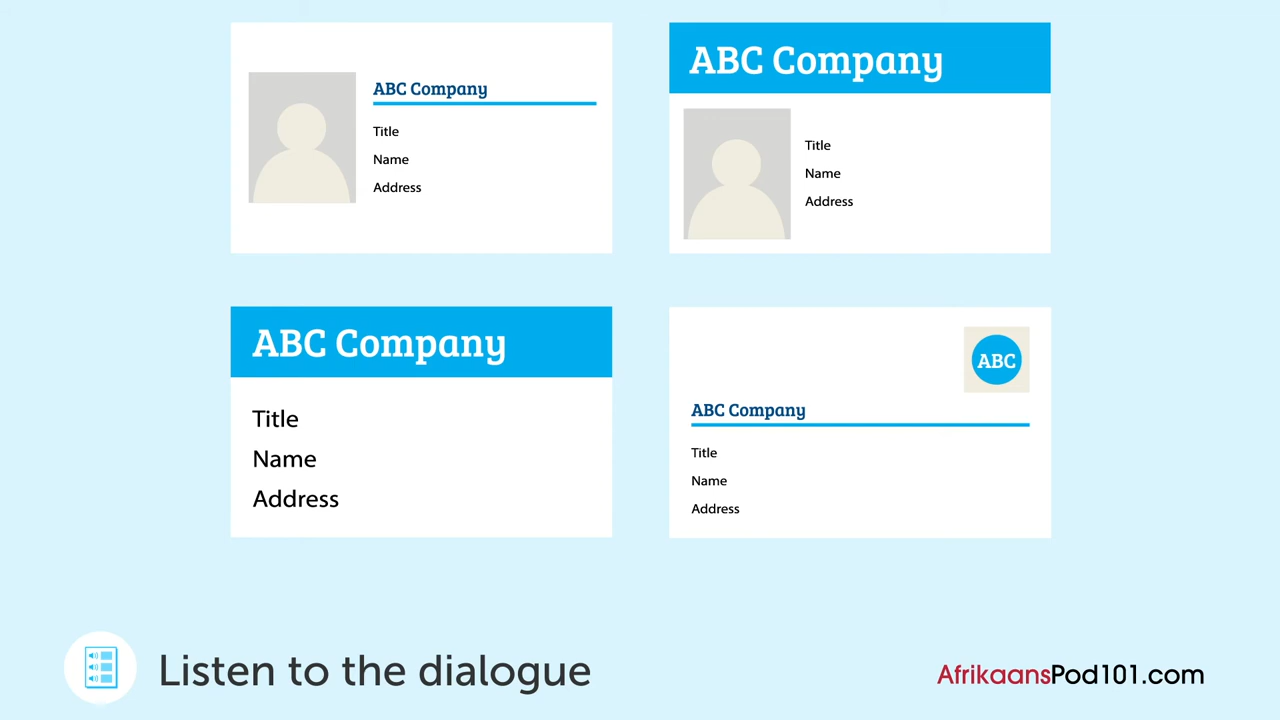 ABC Company
Title
Name
Address
ABC Company
Title
Name
Address
ABC Company
Title
Name
Address
ABC
ABC Company
Title
Name
Address
Listen to the dialogue
AfrikaansPod101.com